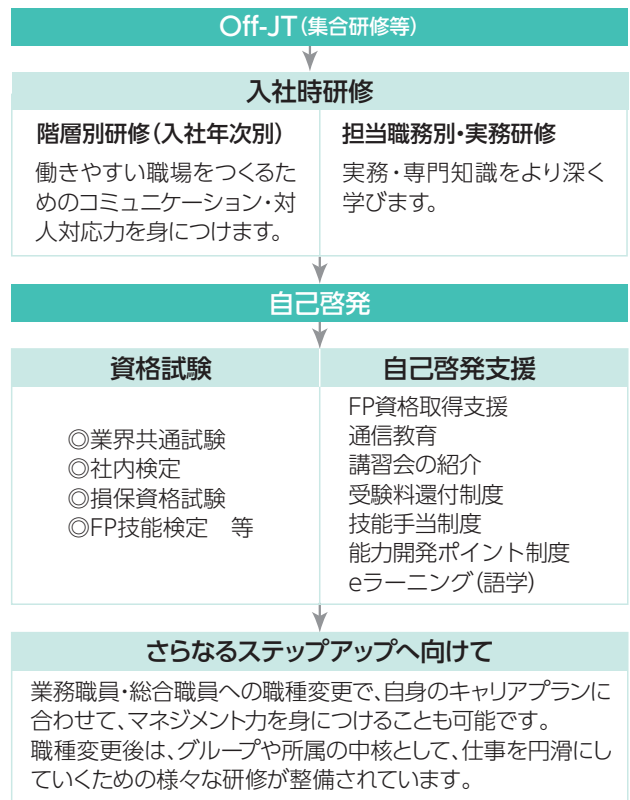 Off-JT(集合研修等)
入社時研修
階層別研修(入社年次別)
働きやすい職場をつくるた
めのコミュニケーション・対
人対応力を身につけます。
担当職務別・実務研修
実務・専門知識をより深く
学びます。
自己啓発
資格試験
◎業界共通試験
◎社内検定
◎損保資格試験
◎FP技能検定　等
自己啓発支援
FP資格取得支援
通信教育
講習会の紹介
受験料還付制度
技能手当制度
能力開発ポイント制度
eラーニング(語学)
さらなるステップアップへ向けて
業務職員・総合職員への職種変更で、自身のキャリアプランに
合わせて、マネジメント力を身につけることも可能です。
職種変更後は、グループや所属の中核として、仕事を円滑にし
ていくための様々な研修が整備されています。